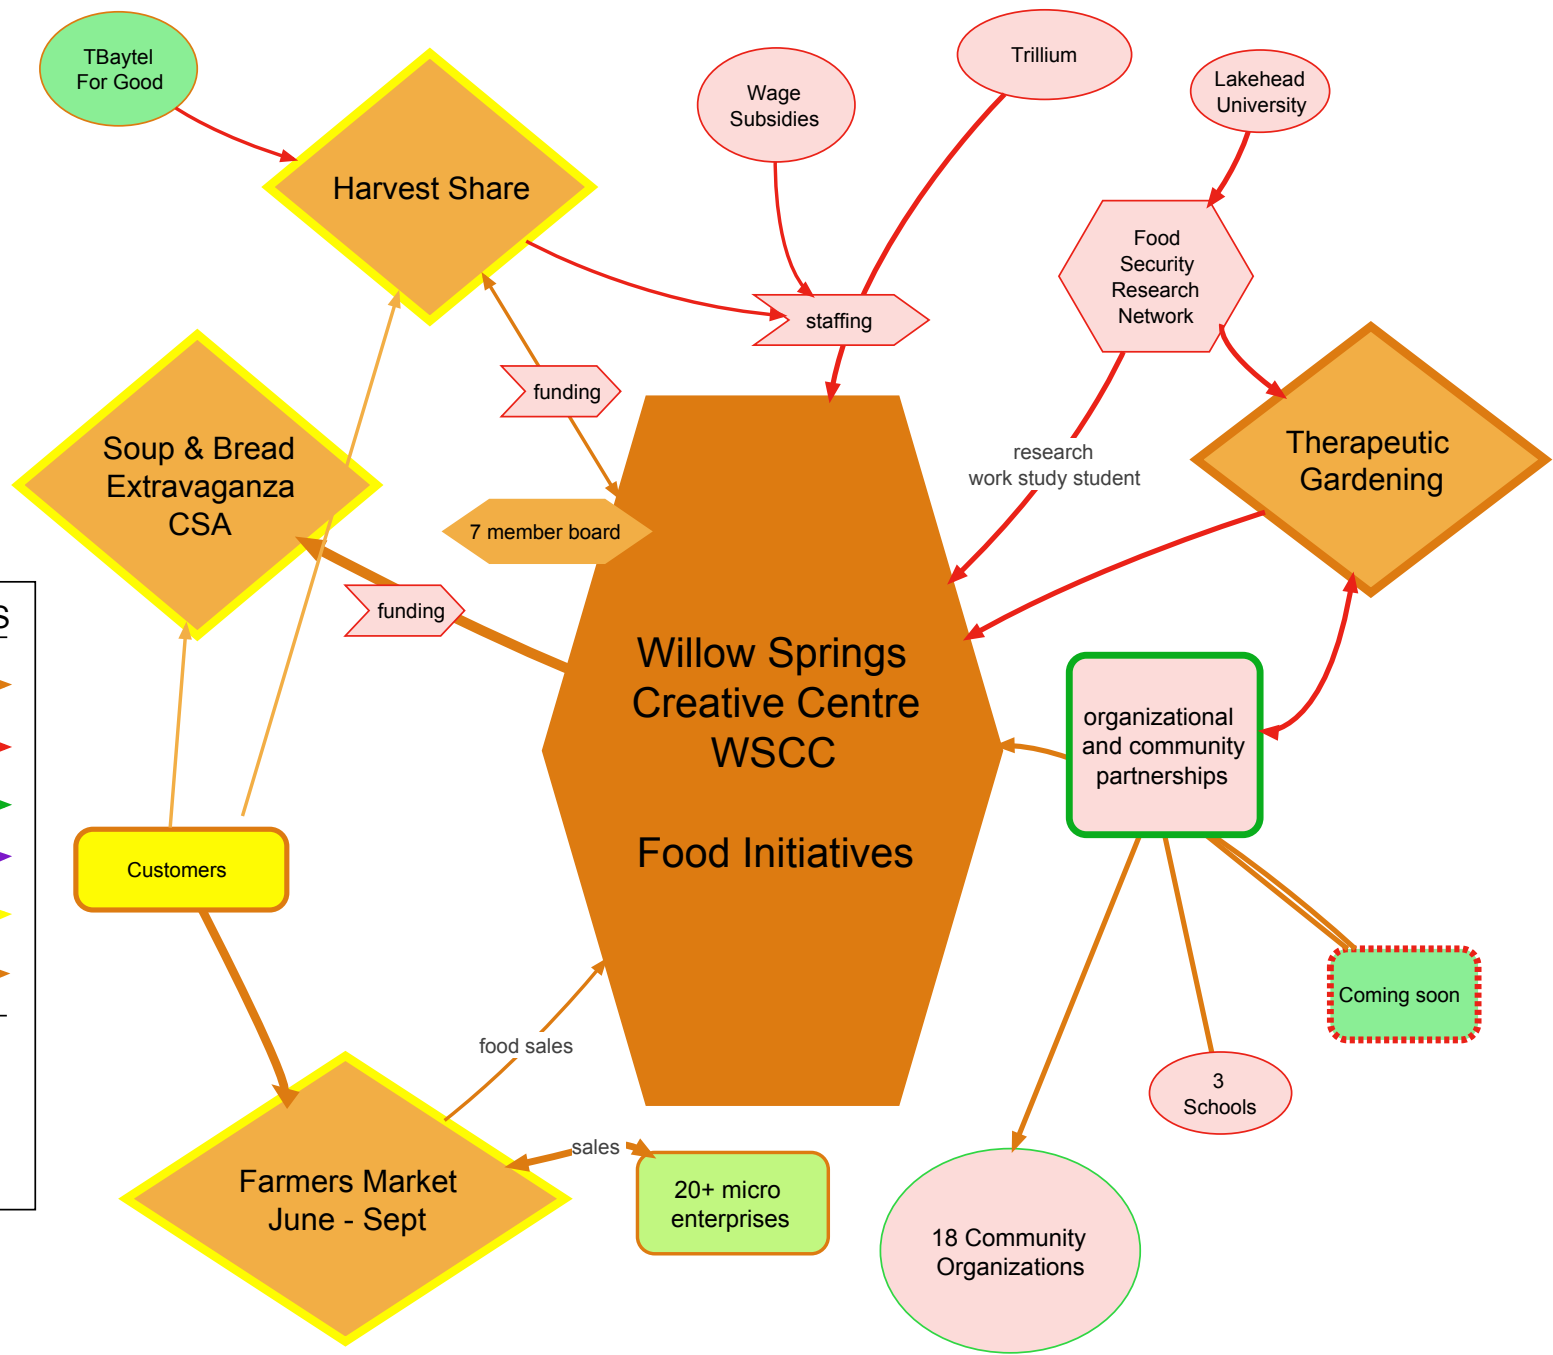 TBaytel
For Good
Harvest Share
Wage
Subsidies
Trillium
Lakehead
University
Food
Security
Research
Network
staffing
funding
Soup & Bread
Extravaganza
CSA
7 member board
research
work study student
Therapeutic
Gardening
funding
S
Willow Springs
Creative Centre
WSCC
Food Initiatives
organizational
and community
partnerships
Customers
Coming soon
food sales
3
Schools
sales
Farmers Market
June - Sept
20+ micro
enterprises
18 Community
Organizations